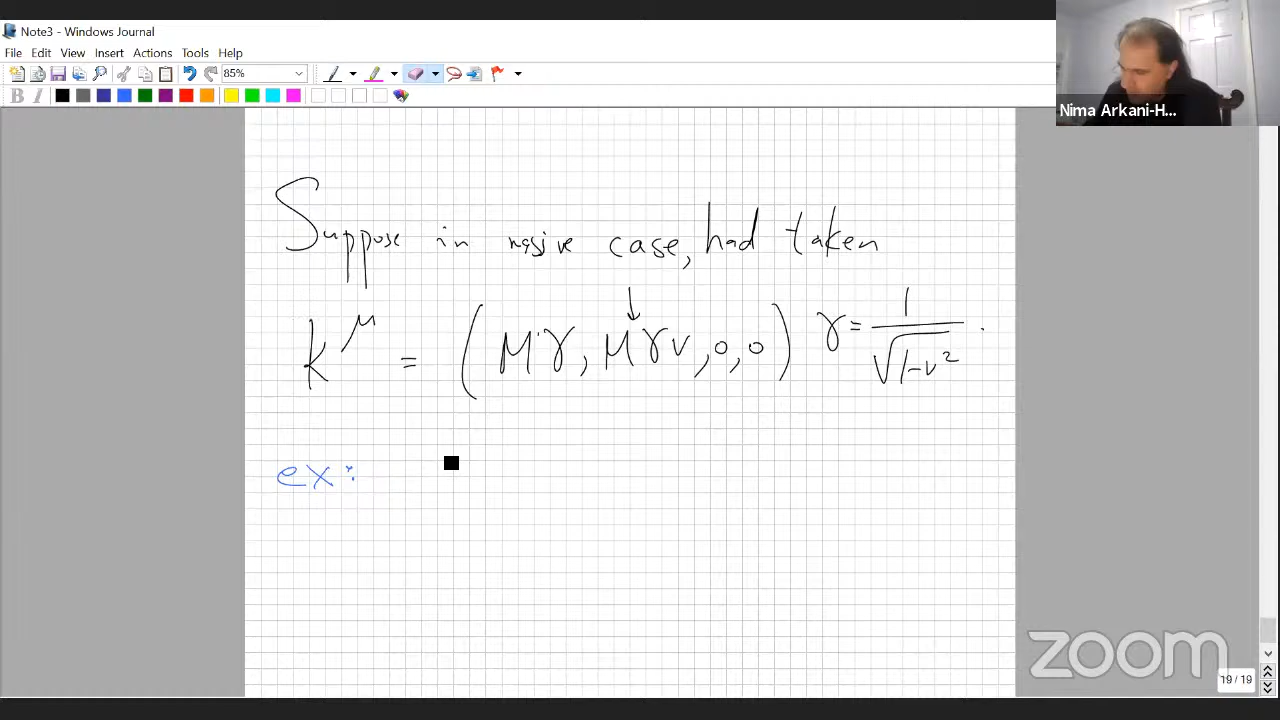 Note3 - Windows Journal
File Edit View Insert Actions Tools Help
85%
B I
Nima Arkani-H...
Suppose in massive case, had taken
K^μ = (Mγ, Mγv, 0, 0) γ = 1/√(1-v²).
ex:
zoom
19 / 19